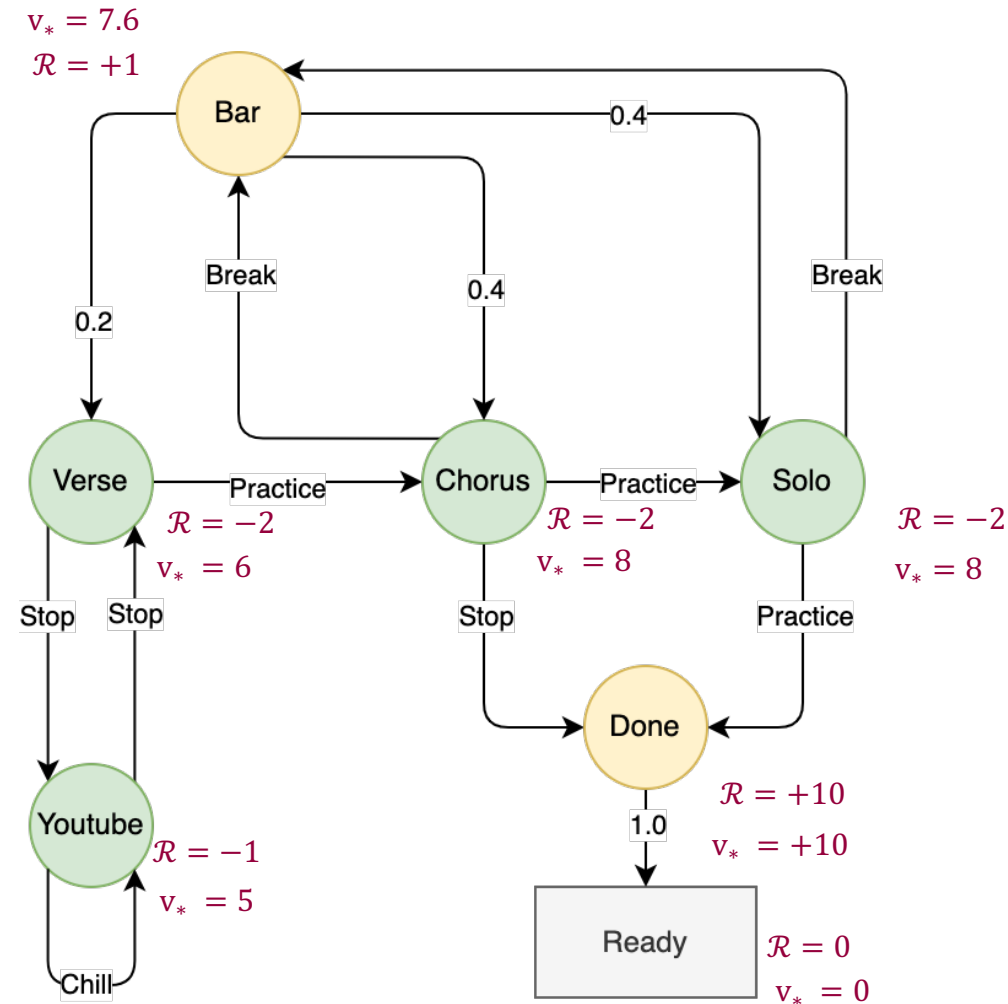 v* = 7.6
ℛ = +1
Bar
0.4
Break
0.4
Break
0.2
Verse
Practice
Chorus
Practice
Solo
ℛ = −2
v* = 6
ℛ = −2
v* = 8
ℛ = −2
v* = 8
Stop
Stop
Stop
Practice
Done
Youtube
ℛ = −1
v* = 5
ℛ = +10
v* = +10
1.0
Ready
ℛ = 0
v* = 0
Chill